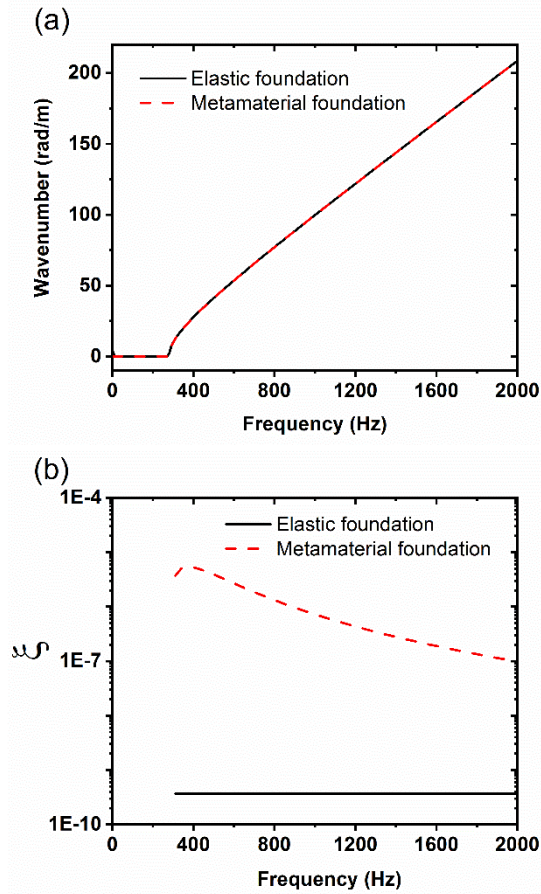 (a)
Wavenumber (rad/m)
200
150
100
50
0
Elastic foundation
Metamaterial foundation
0 400 800 1200 1600 2000
Frequency (Hz)
(b)
ξ
1E-4
1E-7
1E-10
Elastic foundation
Metamaterial foundation
0 400 800 1200 1600 2000
Frequency (Hz)